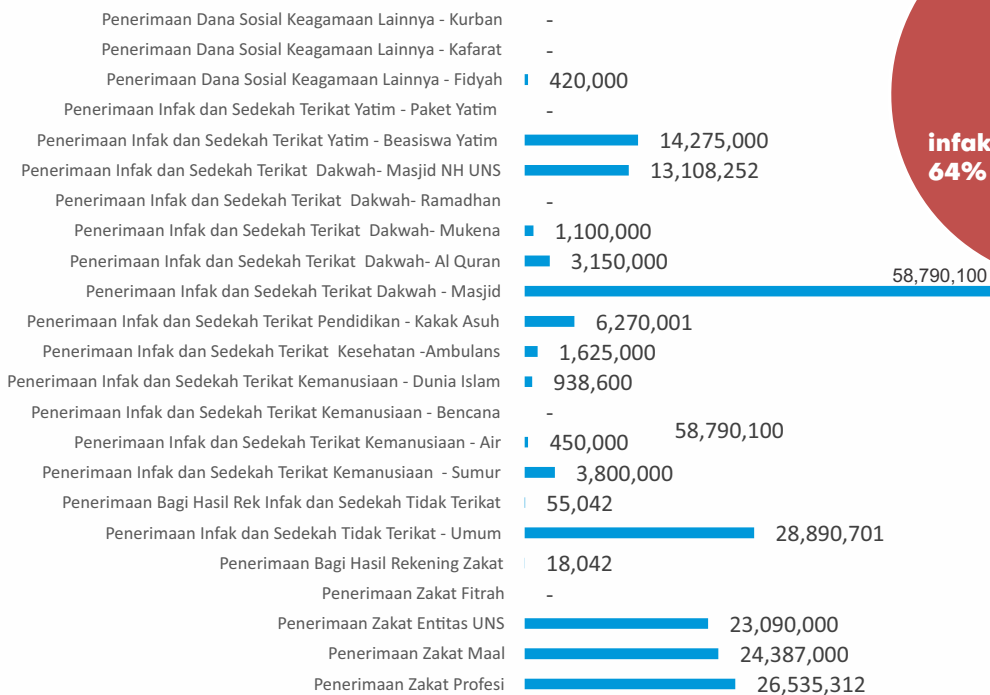 Penerimaan Dana Sosial Keagamaan Lainnya - Kurban -
Penerimaan Dana Sosial Keagamaan Lainnya - Kafarat -
Penerimaan Dana Sosial Keagamaan Lainnya - Fidyah 420,000
Penerimaan Infak dan Sedekah Terikat Yatim - Paket Yatim -
Penerimaan Infak dan Sedekah Terikat Yatim - Beasiswa Yatim 14,275,000
infak
64%
Penerimaan Infak dan Sedekah Terikat Dakwah- Masjid NH UNS 13,108,252
Penerimaan Infak dan Sedekah Terikat Dakwah- Ramadhan -
Penerimaan Infak dan Sedekah Terikat Dakwah- Mukena 1,100,000
Penerimaan Infak dan Sedekah Terikat Dakwah- Al Quran 3,150,000
Penerimaan Infak dan Sedekah Terikat Dakwah - Masjid 58,790,100
Penerimaan Infak dan Sedekah Terikat Pendidikan - Kakak Asuh 6,270,001
Penerimaan Infak dan Sedekah Terikat Kesehatan -Ambulans 1,625,000
Penerimaan Infak dan Sedekah Terikat Kemanusiaan - Dunia Islam 938,600
Penerimaan Infak dan Sedekah Terikat Kemanusiaan - Bencana -
58,790,100
Penerimaan Infak dan Sedekah Terikat Kemanusiaan - Air 450,000
Penerimaan Infak dan Sedekah Terikat Kemanusiaan - Sumur 3,800,000
Penerimaan Bagi Hasil Rek Infak dan Sedekah Tidak Terikat 55,042
Penerimaan Infak dan Sedekah Tidak Terikat - Umum 28,890,701
Penerimaan Bagi Hasil Rekening Zakat 18,042
Penerimaan Zakat Fitrah -
Penerimaan Zakat Entitas UNS 23,090,000
Penerimaan Zakat Maal 24,387,000
Penerimaan Zakat Profesi 26,535,312